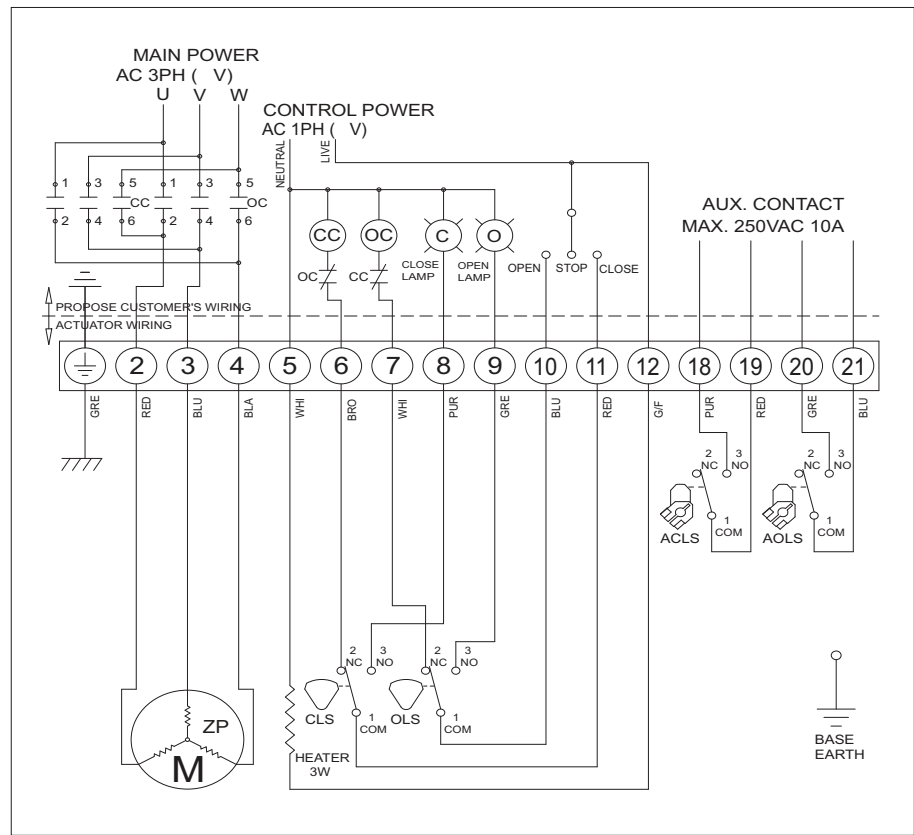 MAIN POWER
AC 3PH ( V)
U V W
CONTROL POWER
AC 1PH ( V)
NEUTRAL
LIVE
1 3 5 1 3 5
CC OC
2 4 6 2 4 6
CC OC C O
OC CC
CLOSE
LAMP
OPEN
LAMP
OPEN STOP CLOSE
AUX. CONTACT
MAX. 250VAC 10A
PROPOSE CUSTOMER'S WIRING
ACTUATOR WIRING
2 3 4 5 6 7 8 9 10 11 12 18 19 20 21
GRE RED BLU BLA WHI BRO WHI PUR GRE BLU RED G/F PUR RED GRE BLU
2 3 2 3
NC NO NC NO
1 1
COM COM
ACLS AOLS
2 3 2 3
NC NO NC NO
CLS OLS
1 1
COM COM
ZP
M
HEATER
3W
BASE
EARTH